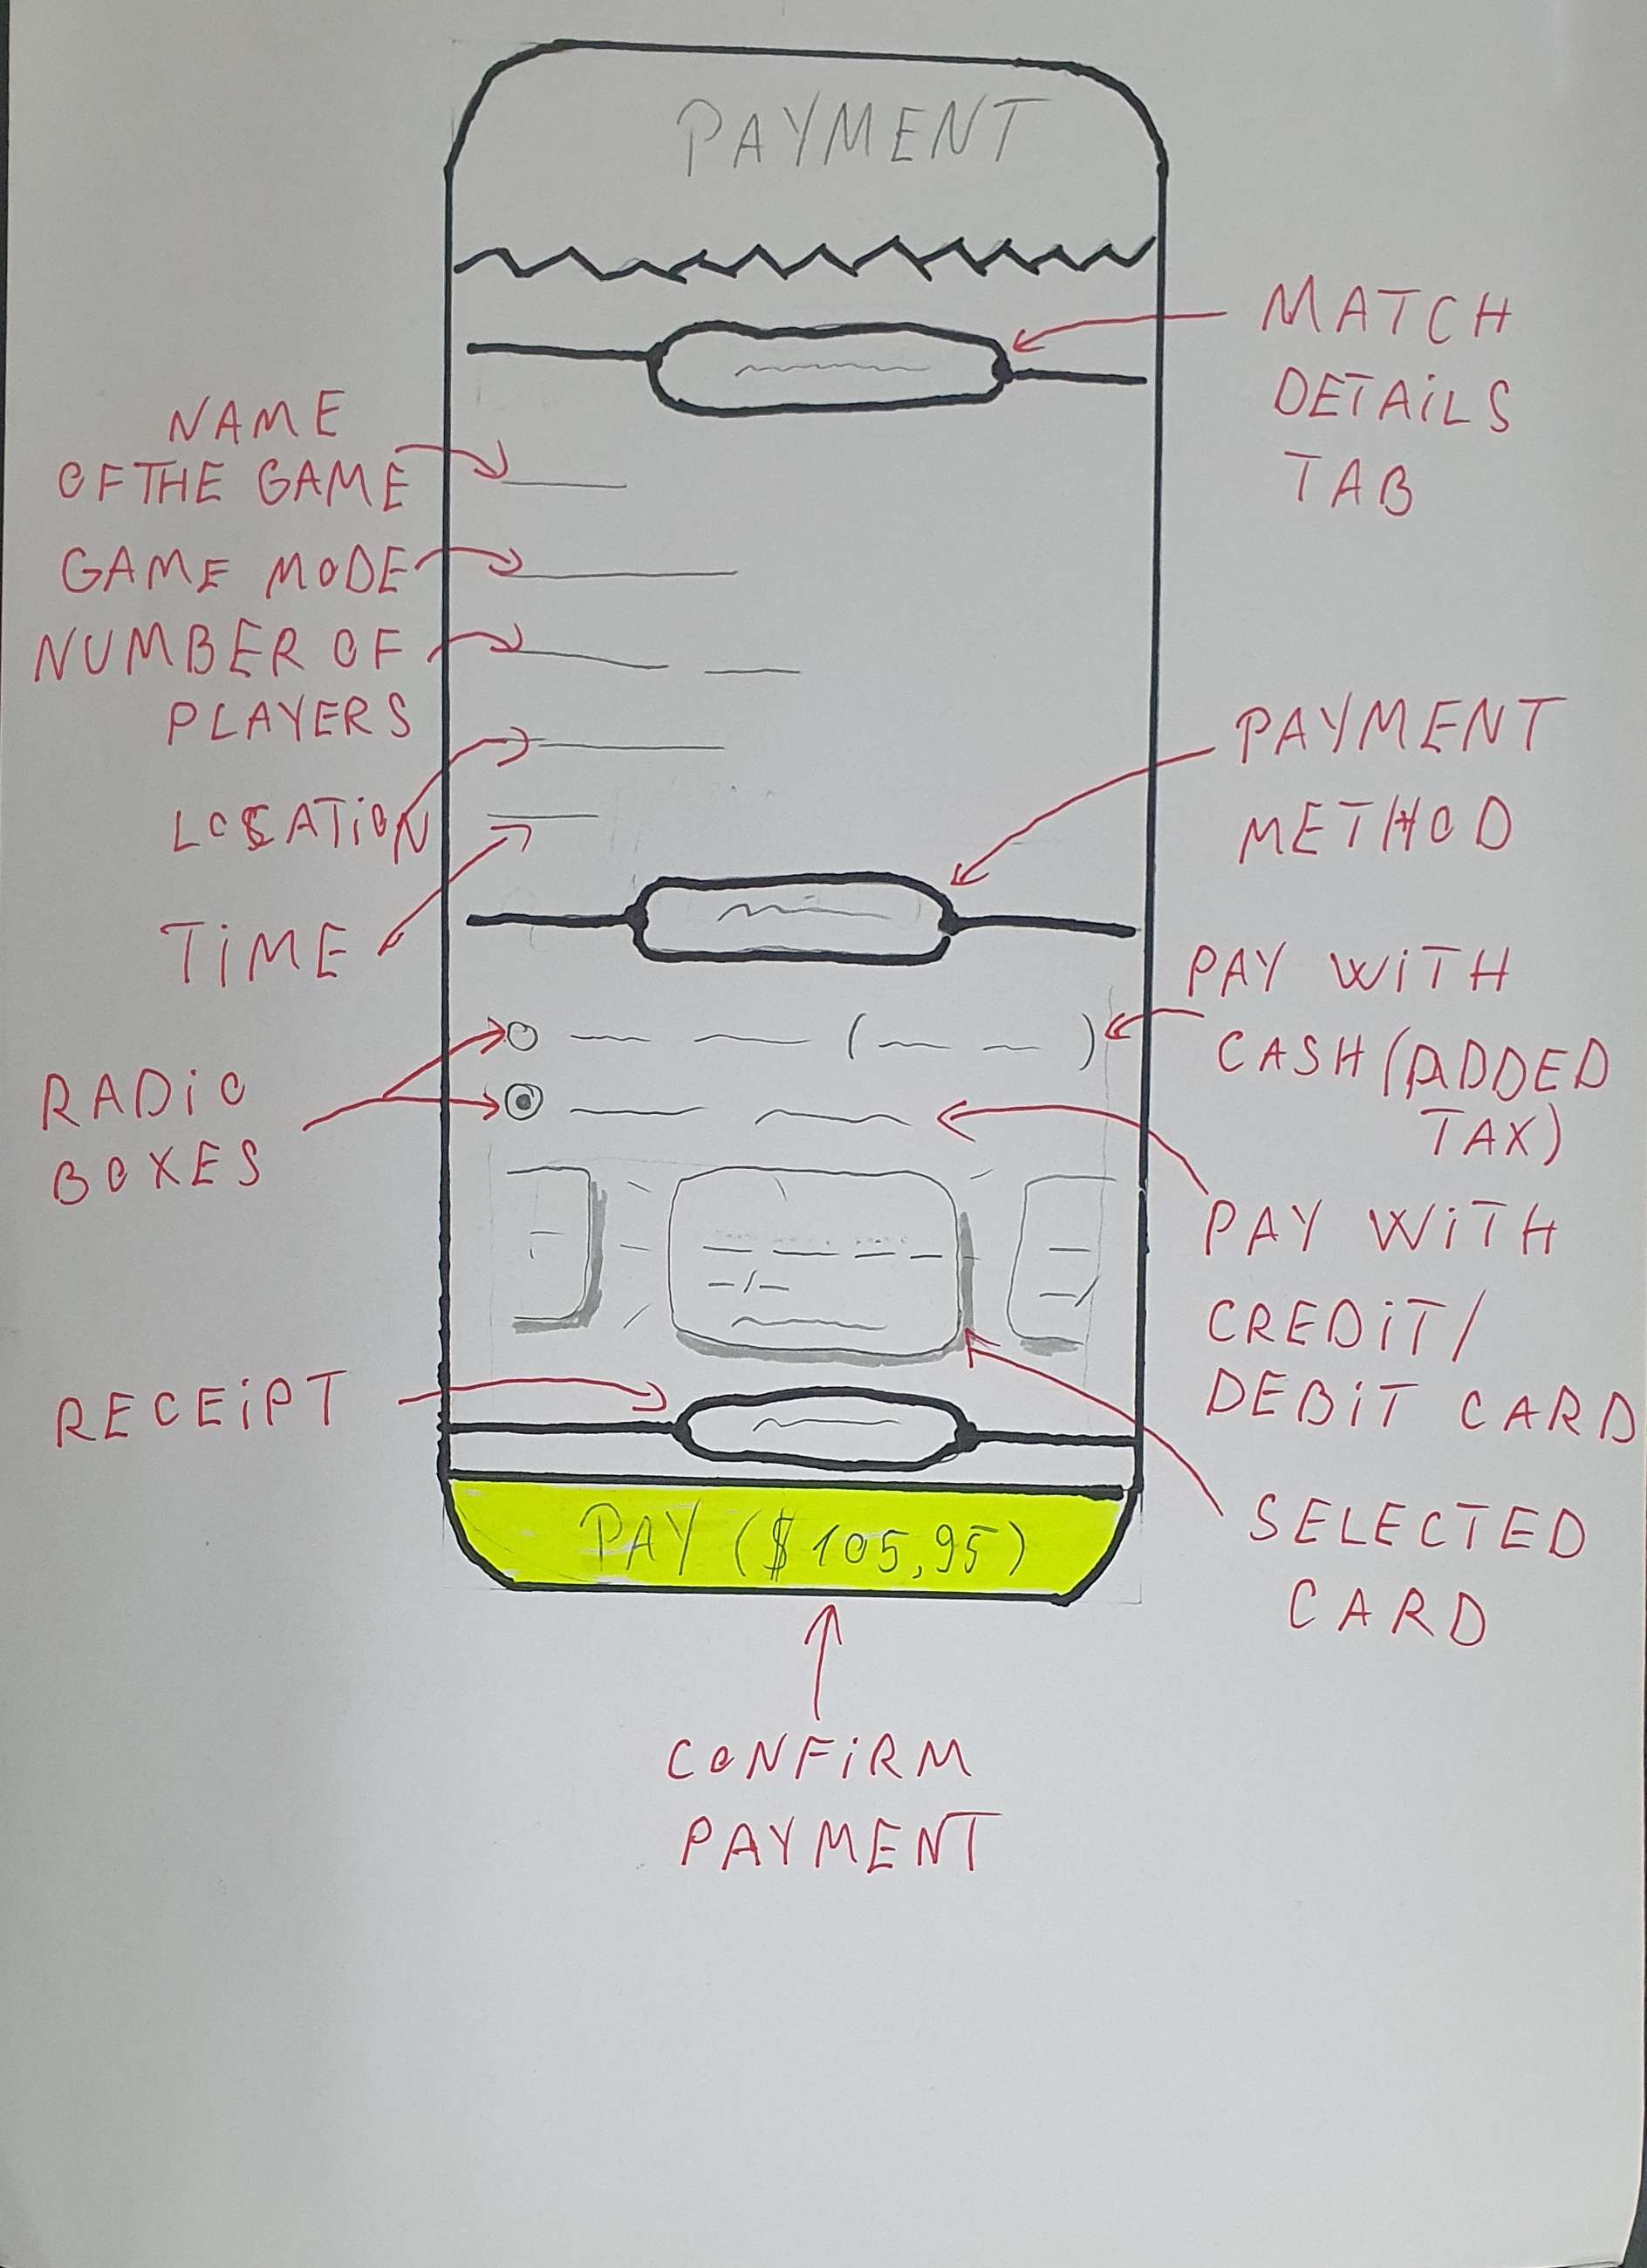 PAYMENT
MATCH
DETAiLS
TAB
NAME
OF THE GAME
GAME MODE
NUMBER OF
PLAYERS
LOCATiON
TiME
PAYMENT
METHOD
PAY WiTH
CASH (ADDED
TAX)
RADiO
BOXES
PAY WiTH
CREDiT/
DEBiT CARD
RECEiPT
SELECTED
CARD
PAY ($105,95)
CONFiRM
PAYMENT